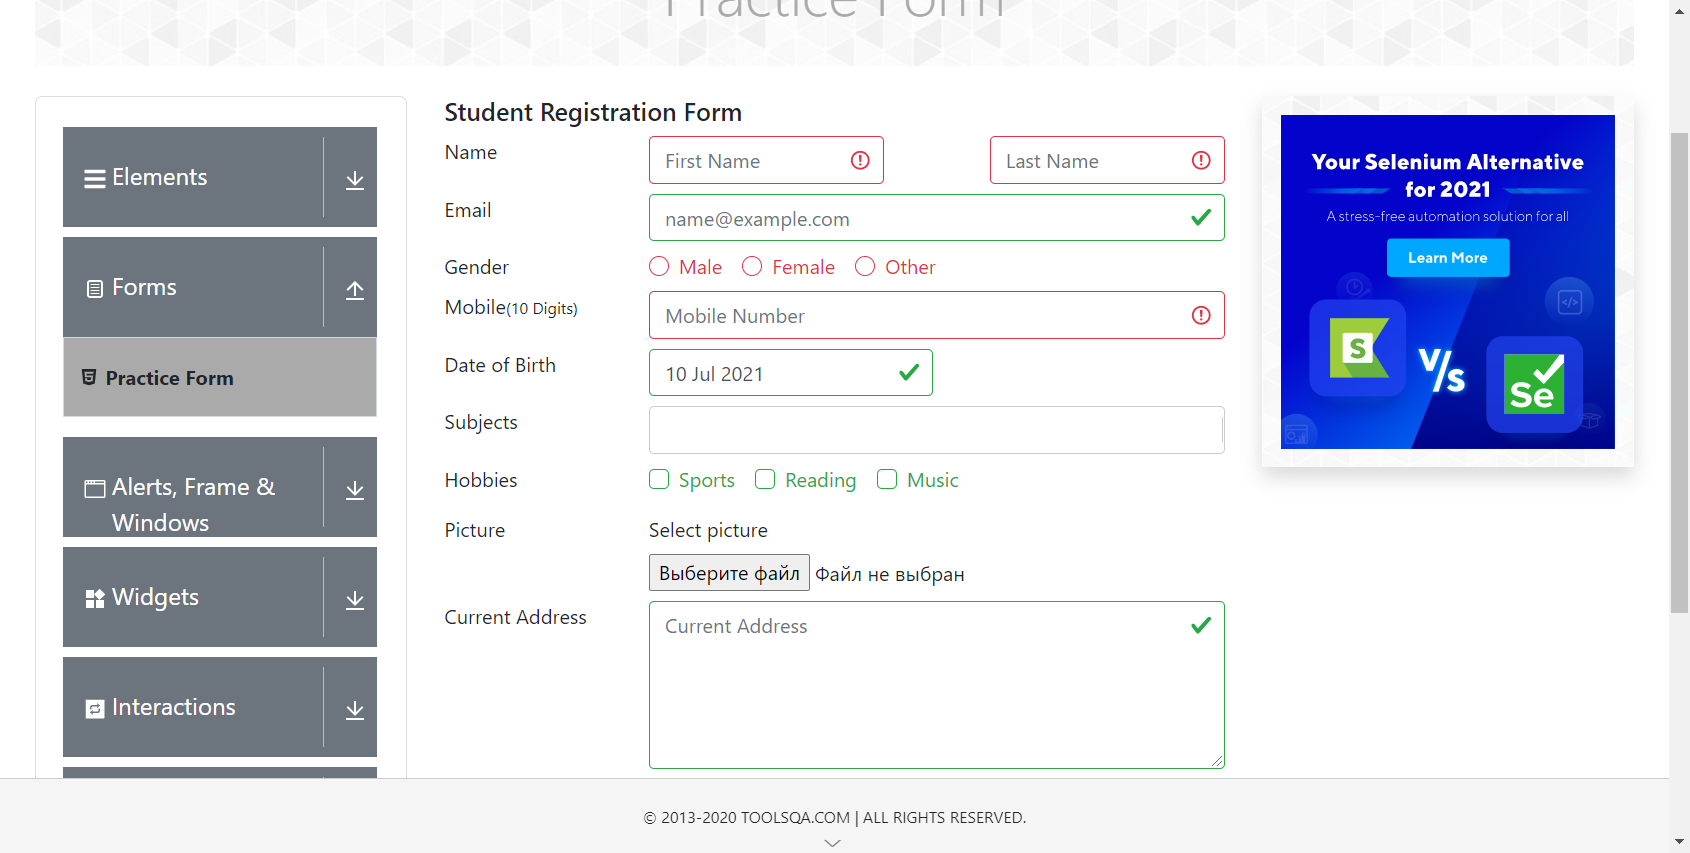 Practice Form
Elements
Forms
Practice Form
Alerts, Frame &
Windows
Widgets
Interactions
Student Registration Form
Name
First Name
Last Name
Email
name@example.com
Gender
Male
Female
Other
Mobile(10 Digits)
Mobile Number
Date of Birth
10 Jul 2021
Subjects
Hobbies
Sports
Reading
Music
Picture
Select picture
Выберите файл
Файл не выбран
Current Address
Current Address
Your Selenium Alternative
for 2021
A stress-free automation solution for all
Learn More
S
V/s
Se
© 2013-2020 TOOLSQA.COM | ALL RIGHTS RESERVED.